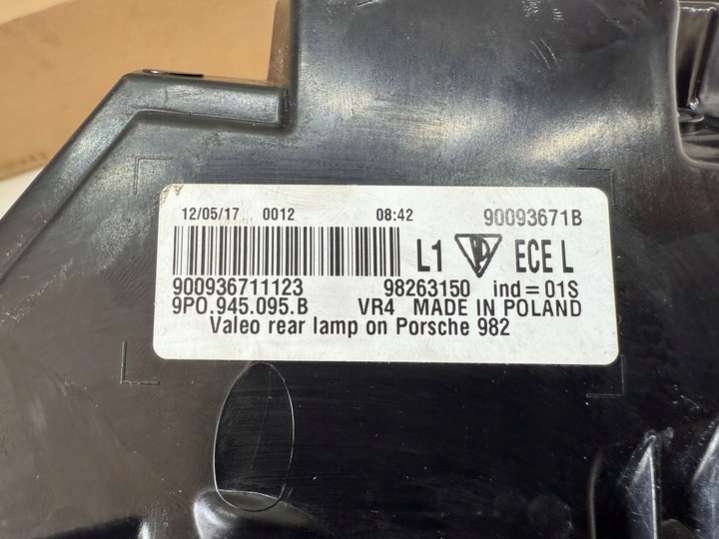 12/05/17 0012 08:42 90093671B
L1 ECE L
900936711123 98263150 ind=01S
9P0.945.095.B VR4 MADE IN POLAND
Valeo rear lamp on Porsche 982